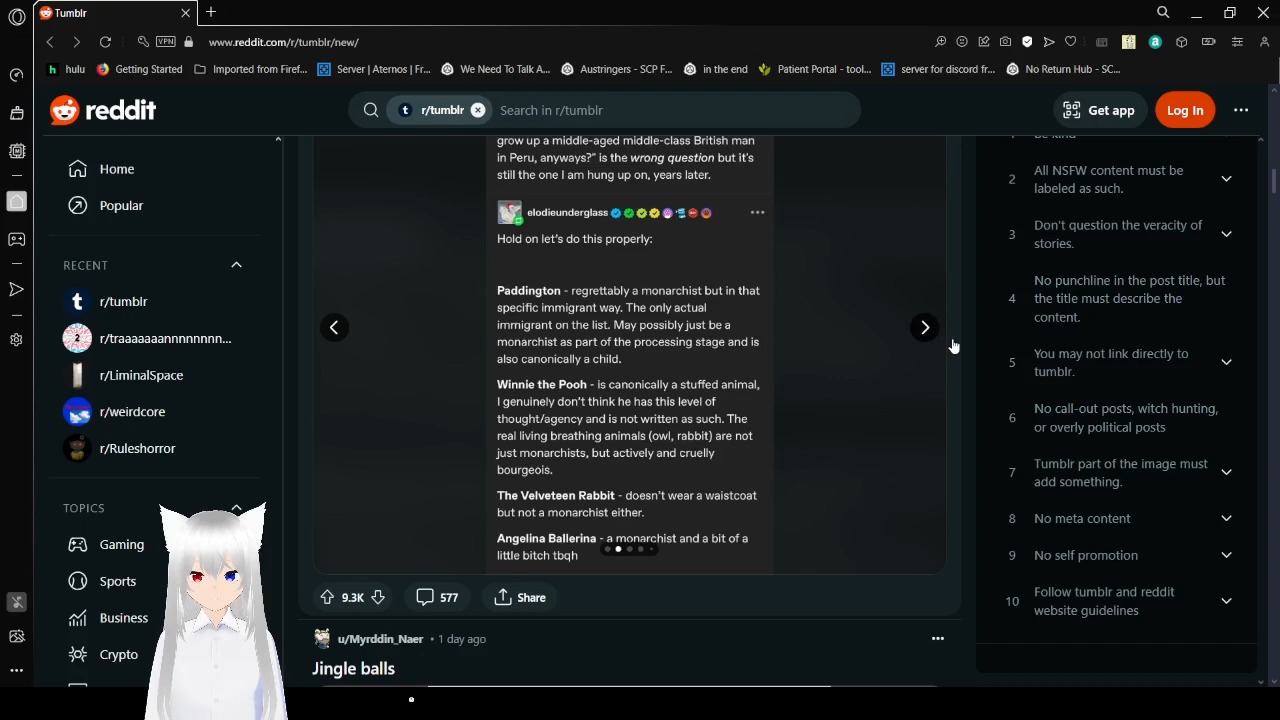 Tumblr
VPN
www.reddit.com/r/tumblr/new/
hulu
Getting Started
Imported from Firef...
Server | Aternos | Fr...
We Need To Talk A...
Austringers - SCP F...
in the end
Patient Portal - tool...
server for discord fr...
No Return Hub - SC...
reddit
r/tumblr
Search in r/tumblr
Get app
Log In
Home
Popular
RECENT
r/tumblr
r/traaaaaaannnnnnnn...
r/LiminalSpace
r/weirdcore
r/Ruleshorror
TOPICS
Gaming
Sports
Business
Crypto
grow up a middle-aged middle-class British man
in Peru, anyways?" is the wrong question but it's
still the one I am hung up on, years later.
elodieunderglass
Hold on let's do this properly:
Paddington - regrettably a monarchist but in that
specific immigrant way. The only actual
immigrant on the list. May possibly just be a
monarchist as part of the processing stage and is
also canonically a child.
Winnie the Pooh - is canonically a stuffed animal,
I genuinely don't think he has this level of
thought/agency and is not written as such. The
real living breathing animals (owl, rabbit) are not
just monarchists, but actively and cruelly
bourgeois.
The Velveteen Rabbit - doesn't wear a waistcoat
but not a monarchist either.
Angelina Ballerina - a monarchist and a bit of a
little bitch tbqh
9.3K
577
Share
u/Myrddin_Naer • 1 day ago
Jingle balls
2 All NSFW content must be
labeled as such.
3 Don't question the veracity of
stories.
4 No punchline in the post title, but
the title must describe the
content.
5 You may not link directly to
tumblr.
6 No call-out posts, witch hunting,
or overly political posts
7 Tumblr part of the image must
add something.
8 No meta content
9 No self promotion
10 Follow tumblr and reddit
website guidelines